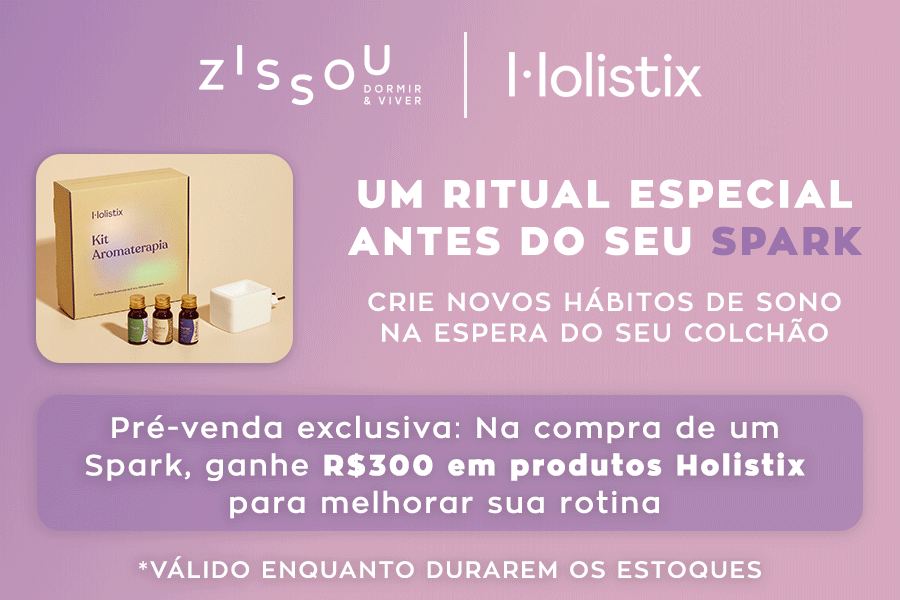 ZISSOU
DORMIR
& VIVER
Holistix
Holistix
Kit
Aromaterapia
UM RITUAL ESPECIAL
ANTES DO SEU SPARK
CRIE NOVOS HÁBITOS DE SONO
NA ESPERA DO SEU COLCHÃO
Pré-venda exclusiva: Na compra de um
Spark, ganhe R$300 em produtos Holistix
para melhorar sua rotina
*VÁLIDO ENQUANTO DURAREM OS ESTOQUES